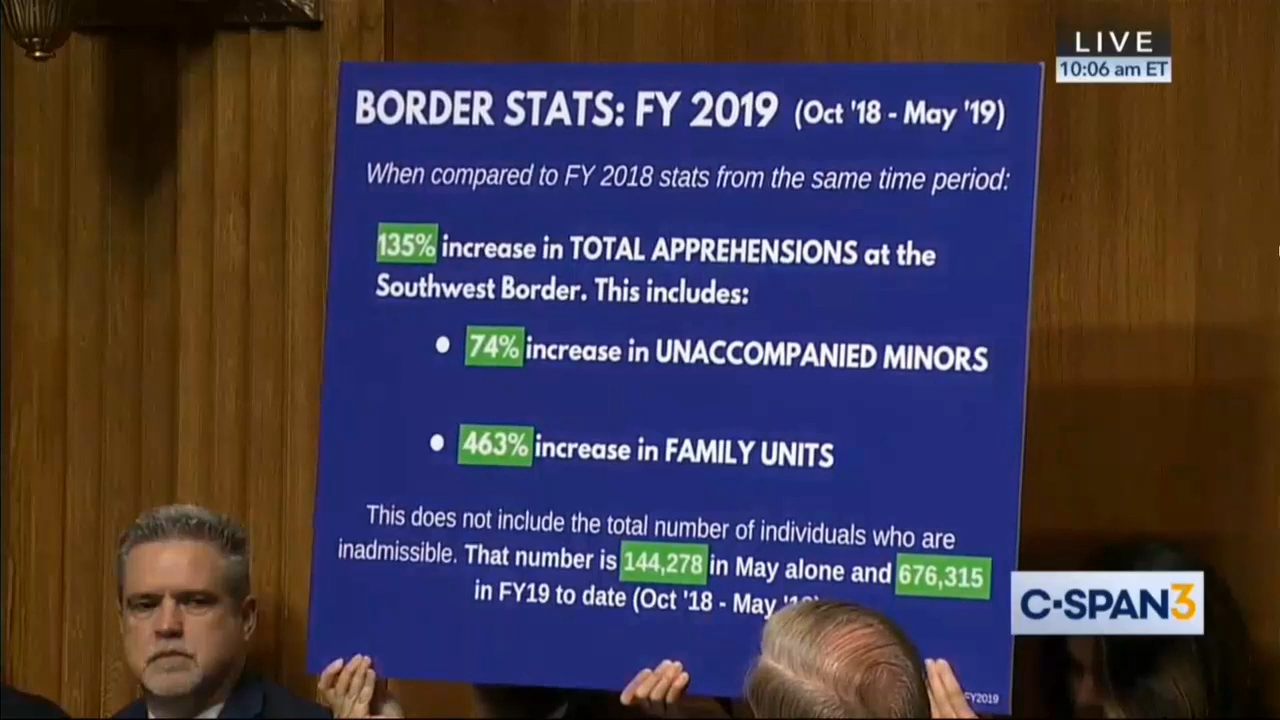 LIVE
10:06 am ET
BORDER STATS: FY 2019 (Oct '18 - May '19)
When compared to FY 2018 stats from the same time period:
135% increase in TOTAL APPREHENSIONS at the
Southwest Border. This includes:
• 74% increase in UNACCOMPANIED MINORS
• 463% increase in FAMILY UNITS
This does not include the total number of individuals who are
inadmissible. That number is 144,278 in May alone and 676,315
in FY19 to date (Oct '18 - May
C-SPAN3
FY2019